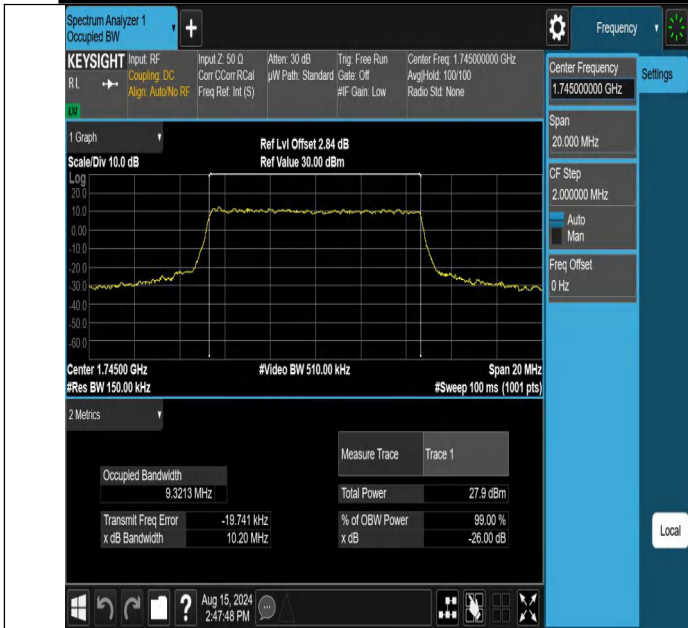 Spectrum Analyzer 1
Occupied BW
Frequency
KEYSIGHT
RL
LXI
Input: RF
Coupling: DC
Align: Auto/No RF
Input Z: 50 Ω
Corr CCorr RCal
Freq Ref: Int (S)
Atten: 30 dB
µW Path: Standard
Trig: Free Run
Gate: Off
#IF Gain: Low
Center Freq: 1.745000000 GHz
Avg|Hold: 100/100
Radio Std: None
Center Frequency
1.745000000 GHz
Settings
Span
20.000 MHz
CF Step
2.000000 MHz
Auto
Man
Freq Offset
0 Hz
Local
1 Graph
Scale/Div 10.0 dB
Ref Lvl Offset 2.84 dB
Ref Value 30.00 dBm
Log
20.0
10.0
0.00
-10.0
-20.0
-30.0
-40.0
-50.0
-60.0
Center 1.74500 GHz
#Video BW 510.00 kHz
Span 20 MHz
#Res BW 150.00 kHz
#Sweep 100 ms (1001 pts)
2 Metrics
Measure Trace Trace 1
Occupied Bandwidth
9.3213 MHz
Total Power 27.9 dBm
Transmit Freq Error -19.741 kHz
% of OBW Power 99.00 %
x dB Bandwidth 10.20 MHz
x dB -26.00 dB
?
Aug 15, 2024
2:47:48 PM